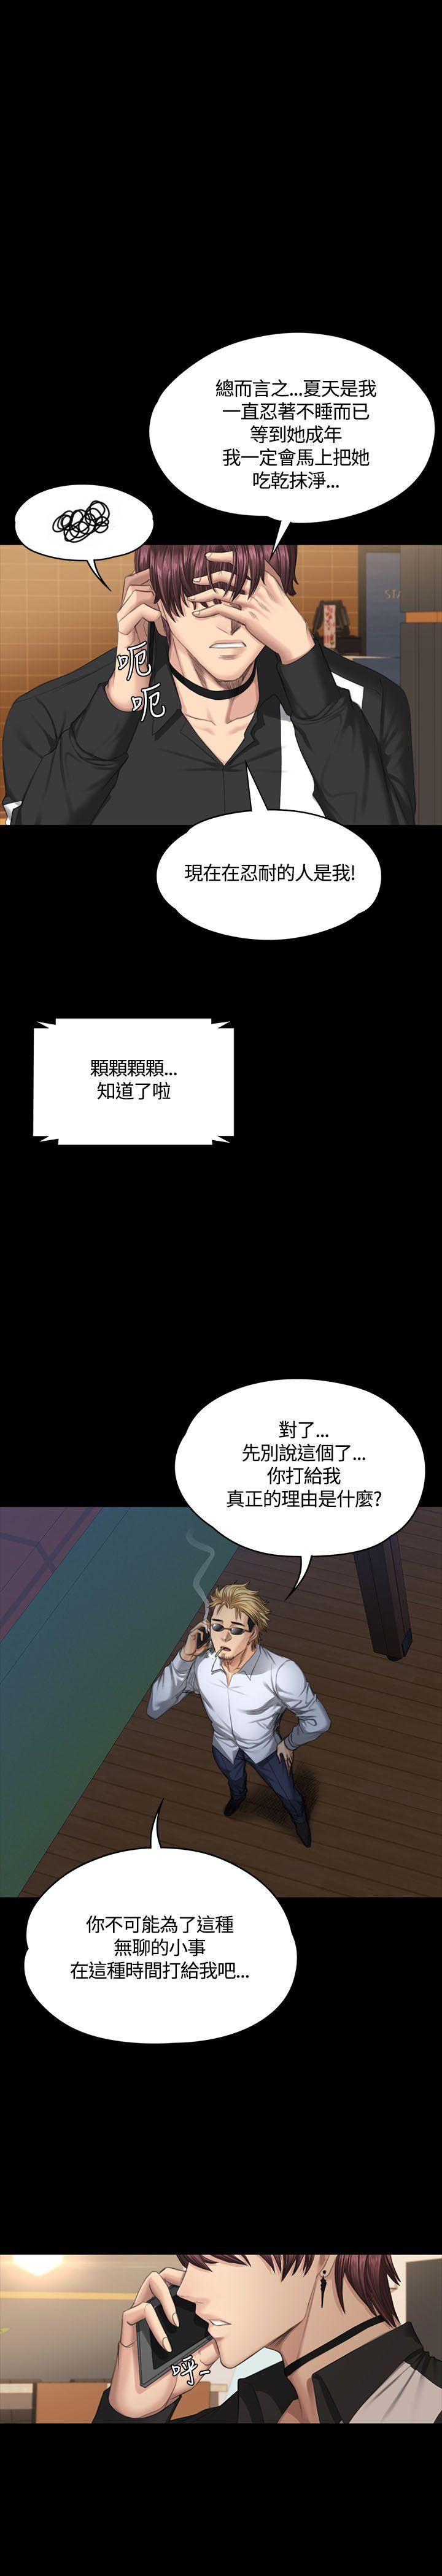 總而言之...夏天是我
一直忍著不睡而已
等到她成年
我一定會馬上把她
吃乾抹淨...
STA
呃
呃
現在在忍耐的人是我!
顆顆顆顆...
知道了啦
對了...
先別說這個了...
你打給我
真正的理由是什麼?
你不可能為了這種
無聊的小事
在這種時間打給我吧...
呼~